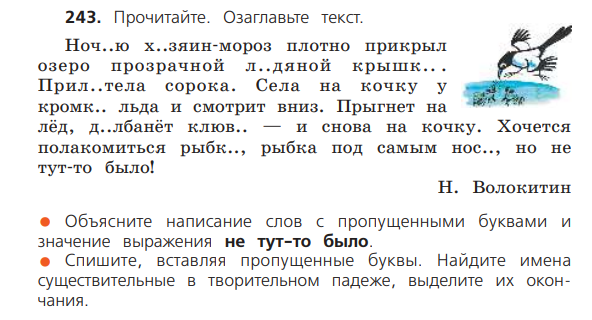 243. Прочитайте. Озаглавьте текст.
Ноч..ю х..зяин-мороз плотно прикрыл
озеро прозрачной л..дяной крышк...
Прил..тела сорока. Села на кочку у
кромк.. льда и смотрит вниз. Прыгнет на
лёд, д..лбанёт клюв.. — и снова на кочку. Хочется
полакомиться рыбк.., рыбка под самым нос.., но не
тут-то было!
Н. Волокитин
● Объясните написание слов с пропущенными буквами и
значение выражения не тут-то было.
● Спишите, вставляя пропущенные буквы. Найдите имена
существительные в творительном падеже, выделите их окон-
чания.